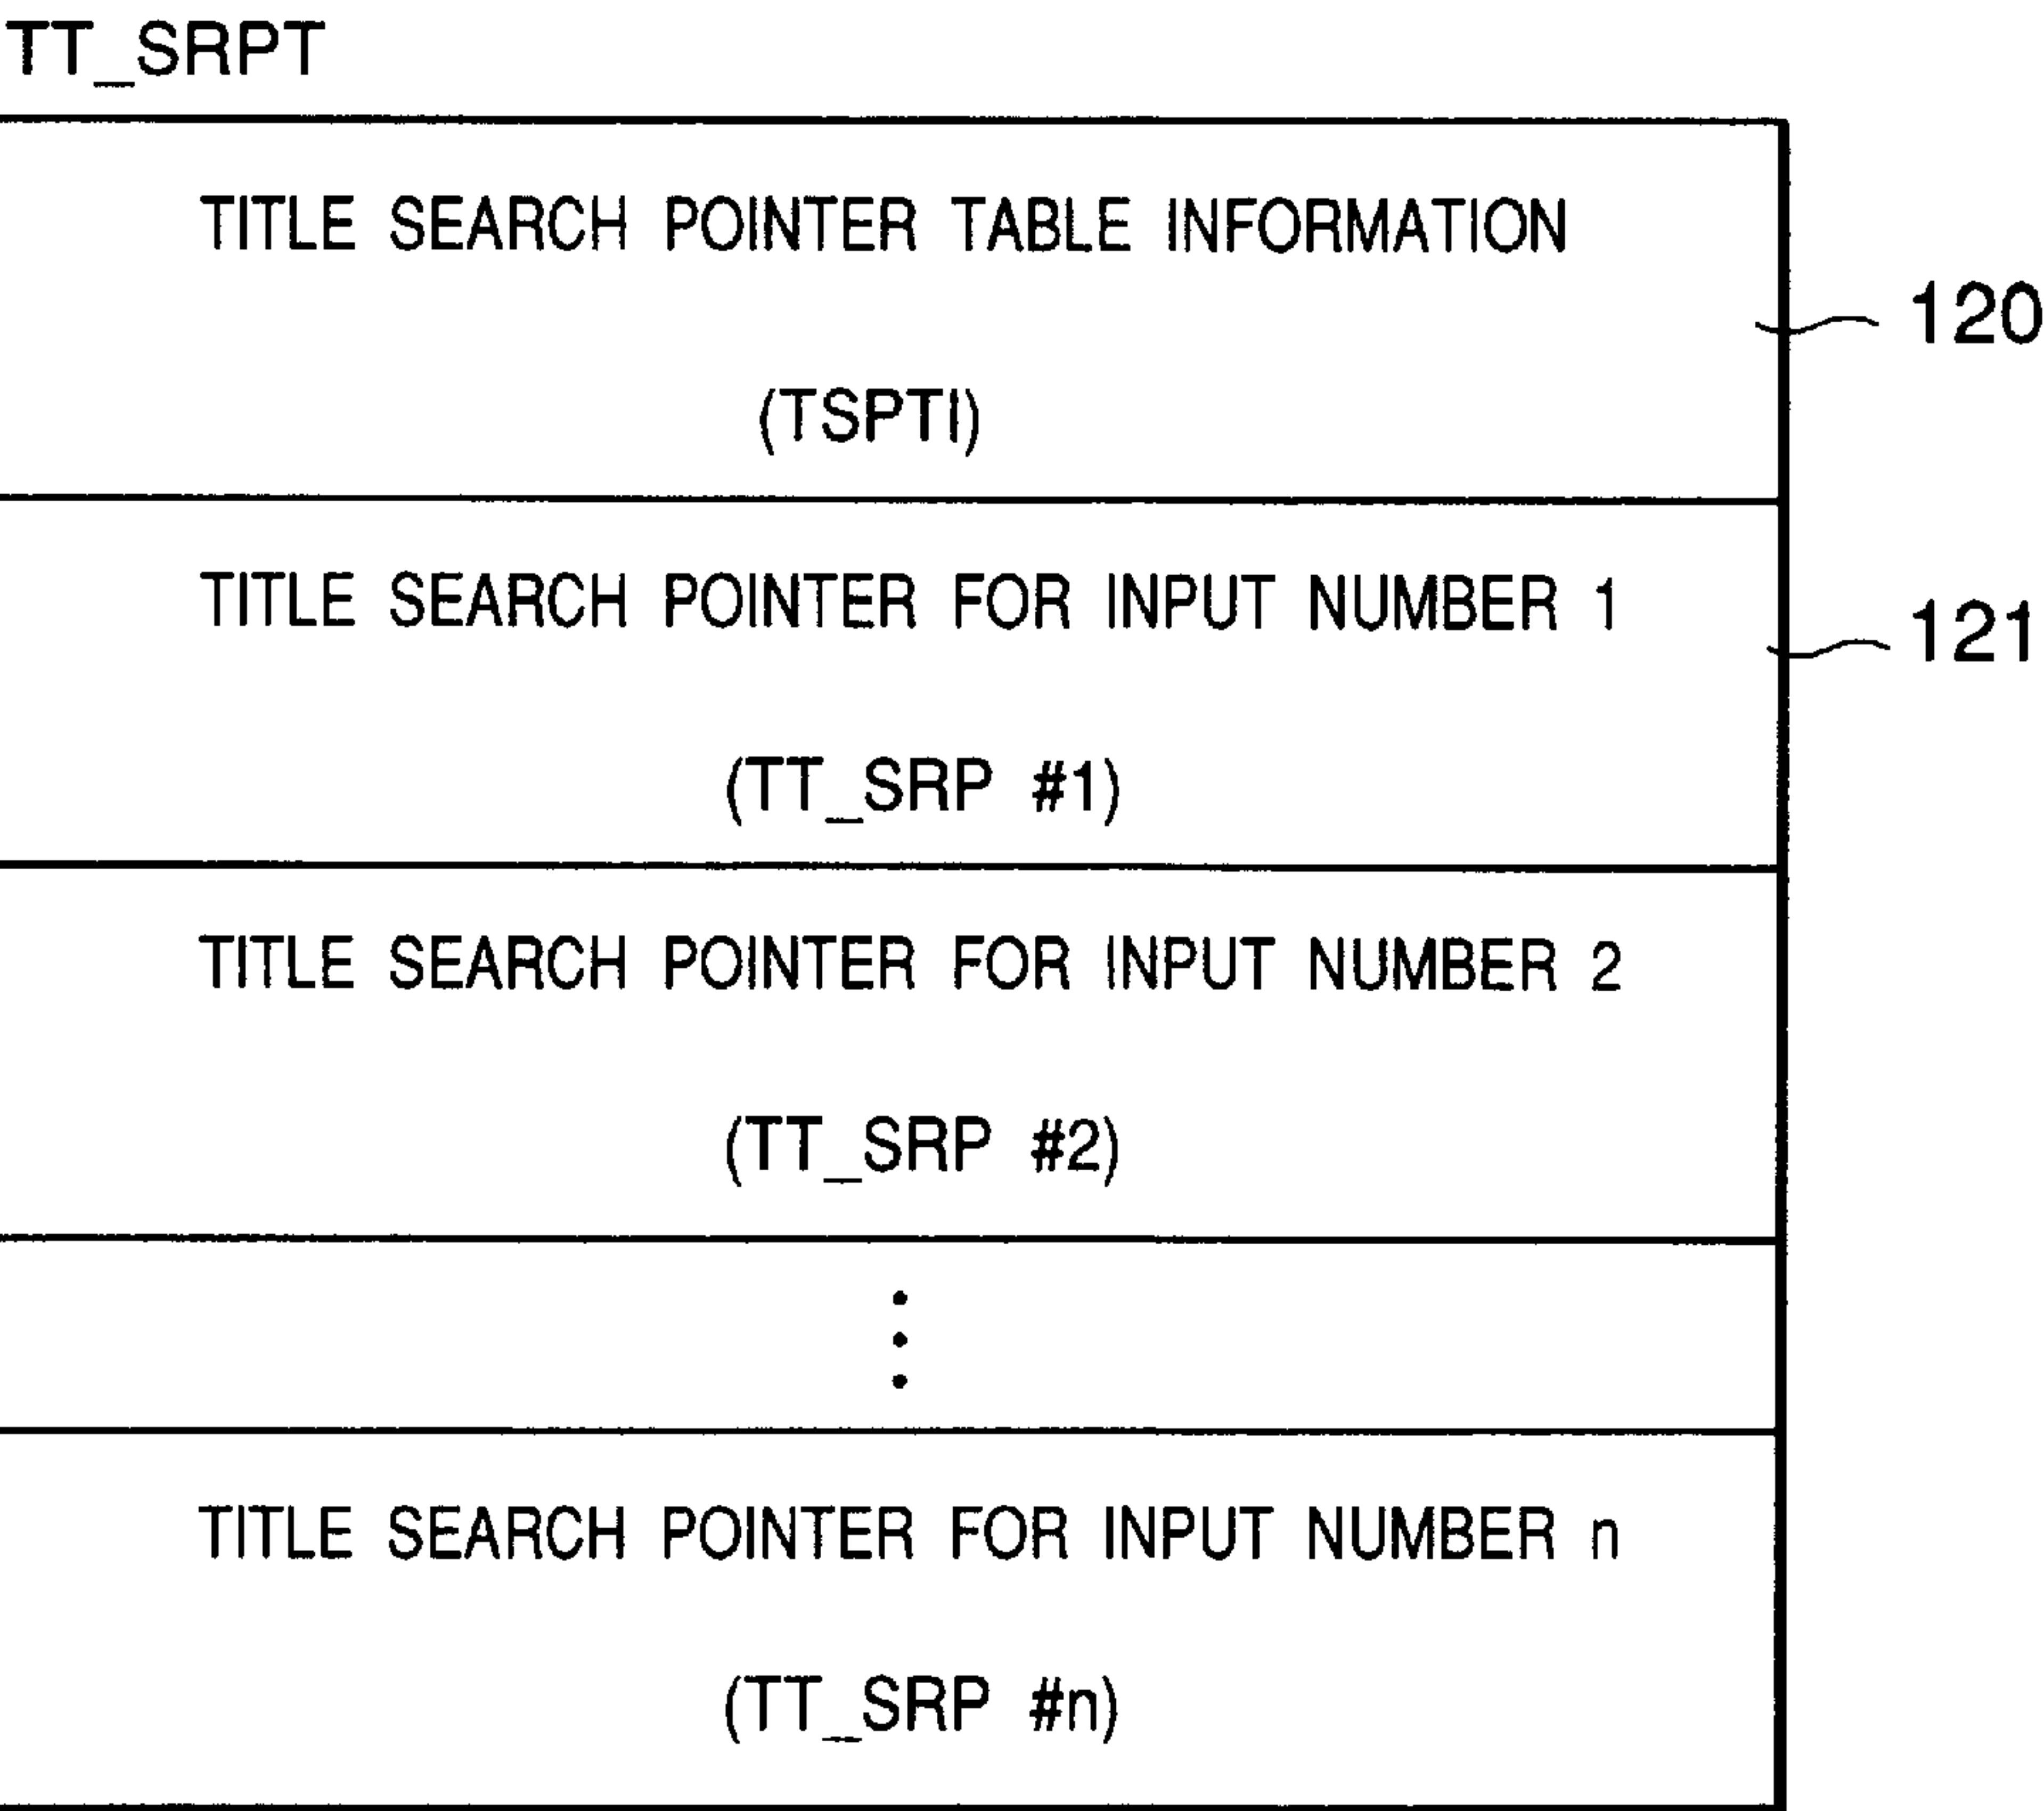 TT_SRPT
TITLE SEARCH POINTER TABLE INFORMATION
120
(TSPTI)
TITLE SEARCH POINTER FOR INPUT NUMBER 1
121
(TT_SRP #1)
TITLE SEARCH POINTER FOR INPUT NUMBER 2
(TT_SRP #2)
TITLE SEARCH POINTER FOR INPUT NUMBER n
(TT_SRP #n)